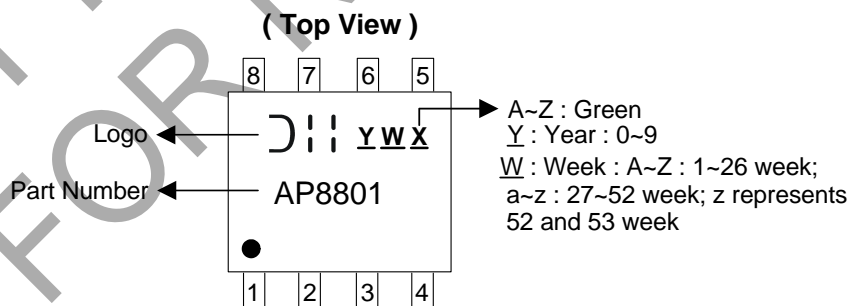 ( Top View )
8 7 6 5
Logo
Y W X
A~Z : Green
Y : Year : 0~9
W : Week : A~Z : 1~26 week;
a~z : 27~52 week; z represents
52 and 53 week
Part Number
AP8801
1 2 3 4
FOR